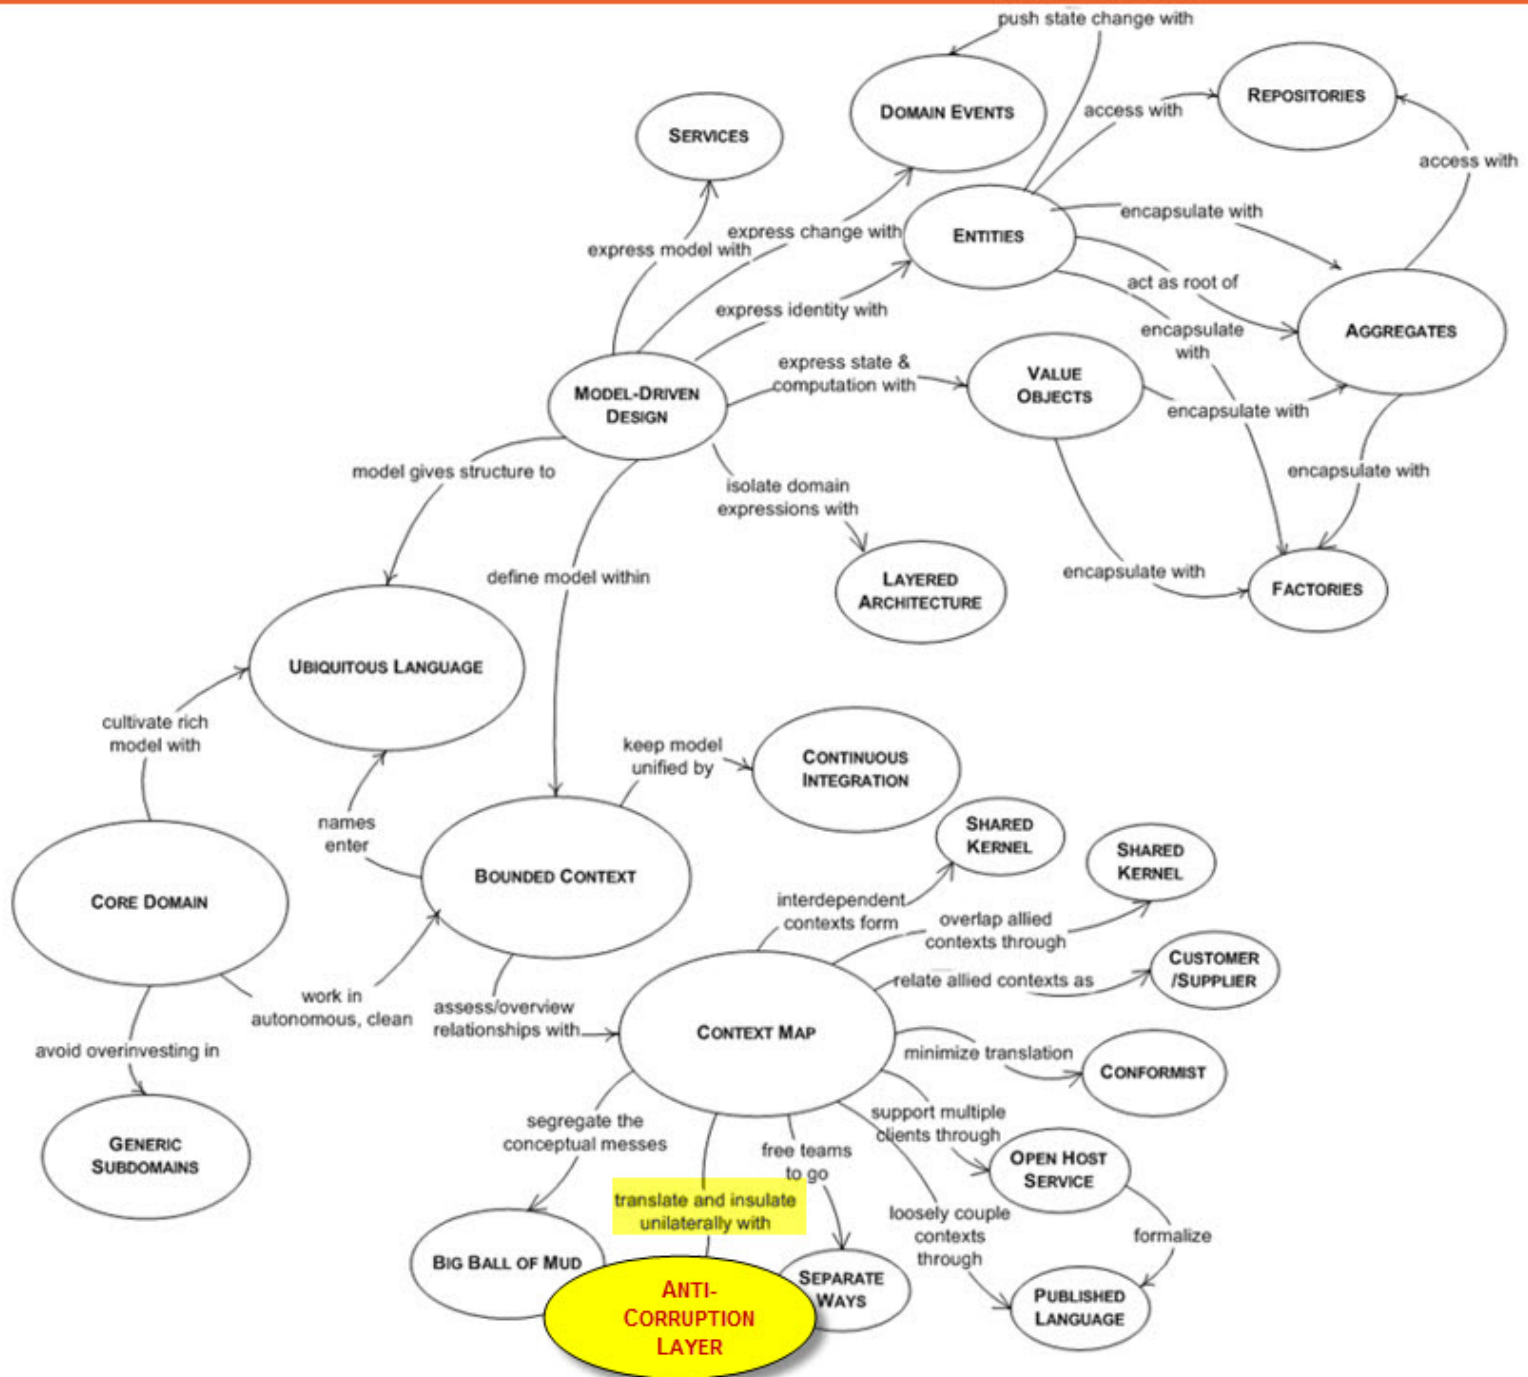 push state change with
DOMAIN EVENTS
access with
REPOSITORIES
SERVICES
access with
express change with
ENTITIES
encapsulate with
express model with
act as root of
express identity with
encapsulate
with
AGGREGATES
express state &
computation with
VALUE
OBJECTS
MODEL-DRIVEN
DESIGN
encapsulate with
model gives structure to
isolate domain
expressions with
encapsulate with
define model within
LAYERED
ARCHITECTURE
encapsulate with
FACTORIES
UBIQUITOUS LANGUAGE
cultivate rich
model with
keep model
unified by
CONTINUOUS
INTEGRATION
names
enter
SHARED
KERNEL
SHARED
KERNEL
CORE DOMAIN
BOUNDED CONTEXT
interdependent
contexts form
overlap allied
contexts through
CUSTOMER
/SUPPLIER
relate allied contexts as
work in
autonomous, clean
assess/overview
relationships with
CONTEXT MAP
minimize translation
CONFORMIST
avoid overinvesting in
GENERIC
SUBDOMAINS
segregate the
conceptual messes
free teams
to go
support multiple
clients through
OPEN HOST
SERVICE
translate and insulate
unilaterally with
loosely couple
contexts
through
formalize
BIG BALL OF MUD
ANTI-
CORRUPTION
LAYER
SEPARATE
WAYS
PUBLISHED
LANGUAGE